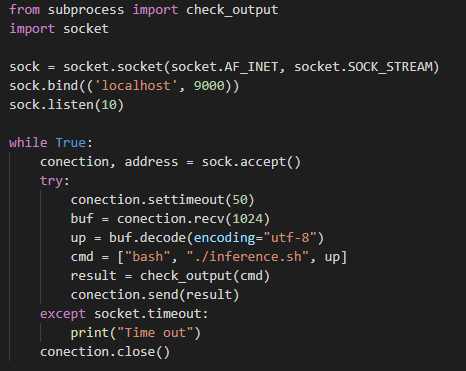 from subprocess import check_output
import socket

sock = socket.socket(socket.AF_INET, socket.SOCK_STREAM)
sock.bind(('localhost', 9000))
sock.listen(10)

while True:
    conection, address = sock.accept()
    try:
        conection.settimeout(50)
        buf = conection.recv(1024)
        up = buf.decode(encoding="utf-8")
        cmd = ["bash", "./inference.sh", up]
        result = check_output(cmd)
        conection.send(result)
    except socket.timeout:
        print("Time out")
    conection.close()